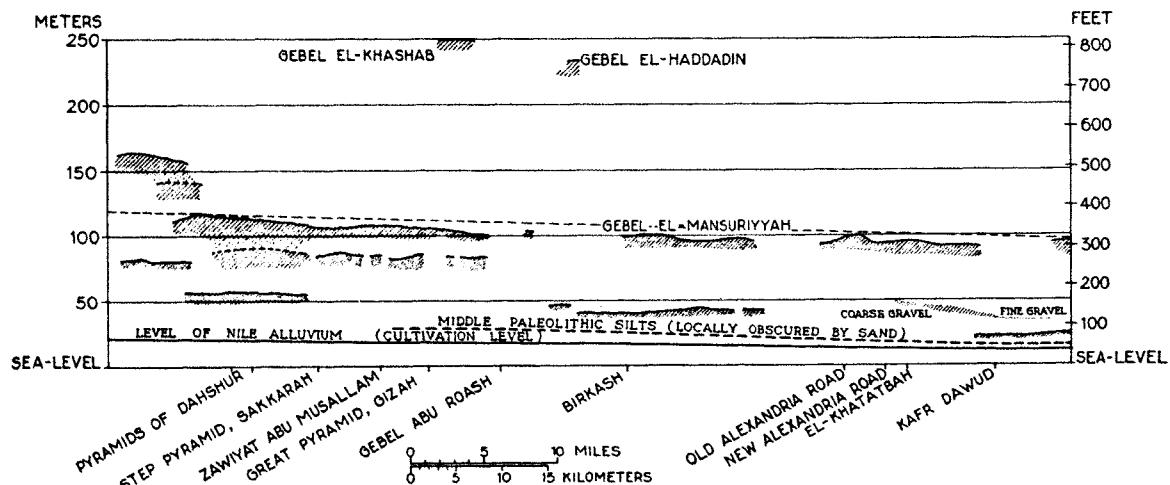 METERS
FEET
250
200
150
100
50
SEA-LEVEL
800
700
600
500
400
300
200
100
SEA-LEVEL
GEBEL EL-KHASHAB
GEBEL EL-HADDADIN
GEBEL-EL-MANSURIYYAH
COARSE GRAVEL
FINE GRAVEL
MIDDLE PALEOLITHIC SILTS (LOCALLY OBSCURED BY SAND)
LEVEL OF NILE ALLUVIUM (CULTIVATION LEVEL)
PYRAMIDS OF DAHSHUR
STEP PYRAMID, SAKKARAH
ZAWIYAT ABU MUSALLAM
GREAT PYRAMID, GIZAH
GEBEL ABU ROASH
BIRKASH
OLD ALEXANDRIA ROAD
NEW ALEXANDRIA ROAD
EL-KHATATBAH
KAFR DAWUD
0 5 10 MILES
0 5 10 15 KILOMETERS